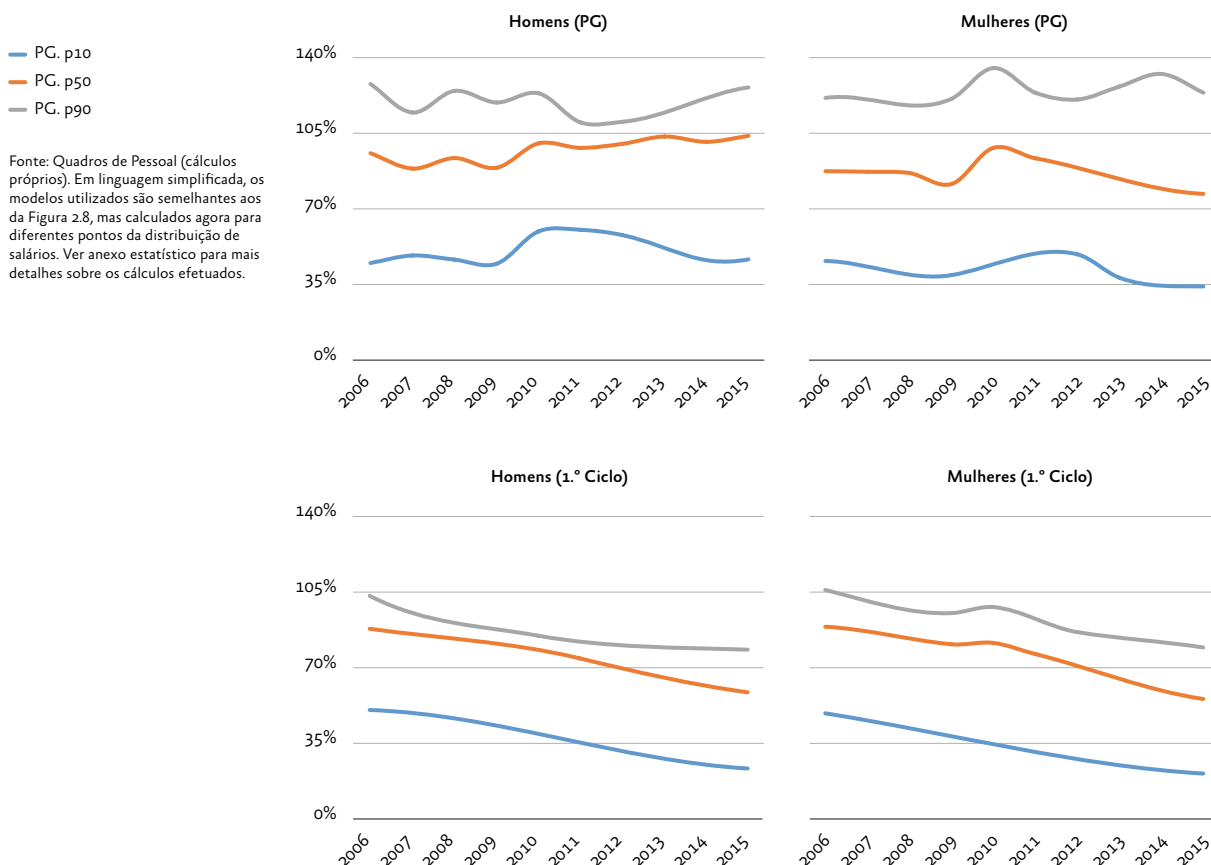 PG. p10
PG. p50
PG. p90
Fonte: Quadros de Pessoal (cálculos
próprios). Em linguagem simplificada, os
modelos utilizados são semelhantes aos
da Figura 2.8, mas calculados agora para
diferentes pontos da distribuição de
salários. Ver anexo estatístico para mais
detalhes sobre os cálculos efetuados.
Homens (PG)
140%
105%
70%
35%
0%
2006 2007 2008 2009 2010 2011 2012 2013 2014 2015
Mulheres (PG)
2006 2007 2008 2009 2010 2011 2012 2013 2014 2015
Homens (1.º Ciclo)
140%
105%
70%
35%
0%
2006 2007 2008 2009 2010 2011 2012 2013 2014 2015
Mulheres (1.º Ciclo)
2006 2007 2008 2009 2010 2011 2012 2013 2014 2015